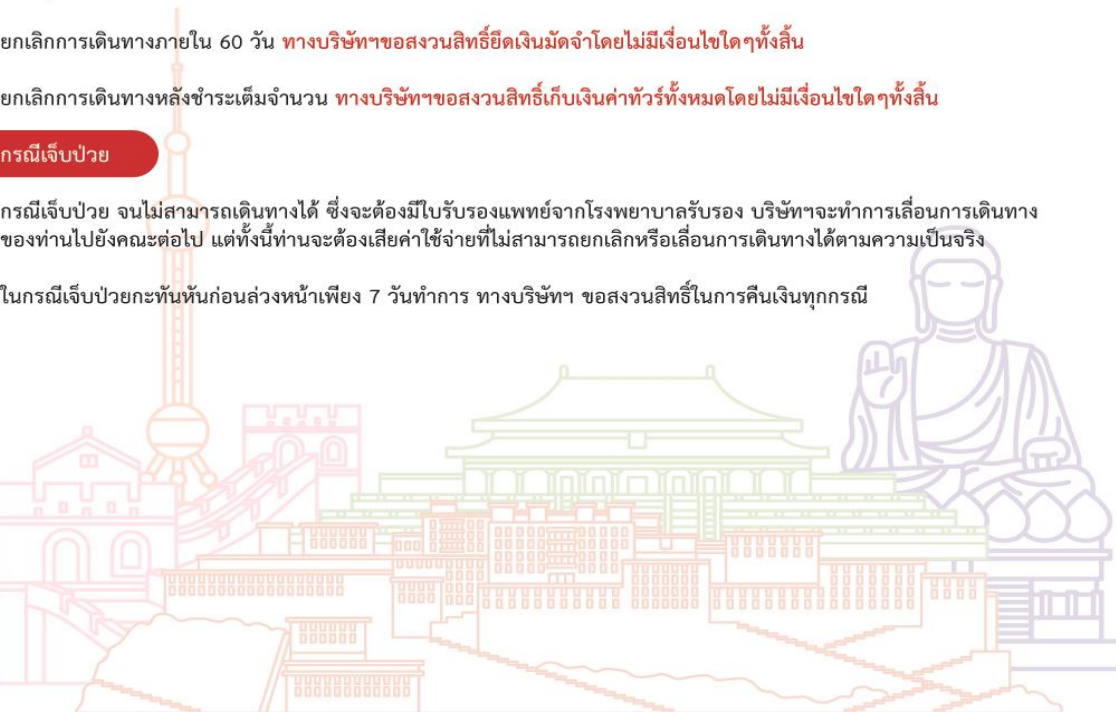 ยกเลิกการเดินทางภายใน 60 วัน ทางบริษัทฯขอสงวนสิทธิ์ยึดเงินมัดจำโดยไม่มีเงื่อนไขใดๆทั้งสิ้น
ยกเลิกการเดินทางหลังชำระเต็มจำนวน ทางบริษัทฯขอสงวนสิทธิ์เก็บเงินค่าทัวร์ทั้งหมดโดยไม่มีเงื่อนไขใดๆทั้งสิ้น
กรณีเจ็บป่วย
กรณีเจ็บป่วย จนไม่สามารถเดินทางได้ ซึ่งจะต้องมีใบรับรองแพทย์จากโรงพยาบาลรับรอง บริษัทฯจะทำการเลื่อนการเดินทาง
ของท่านไปยังคณะต่อไป แต่ทั้งนี้ท่านจะต้องเสียค่าใช้จ่ายที่ไม่สามารถยกเลิกหรือเลื่อนการเดินทางได้ตามความเป็นจริง
ในกรณีเจ็บป่วยกะทันหันก่อนล่วงหน้าเพียง 7 วันทำการ ทางบริษัทฯ ขอสงวนสิทธิ์ในการคืนเงินทุกกรณี